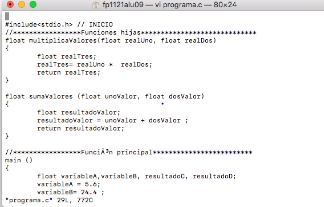 fp1121alu09 — vi programa.c — 80×24
#include<stdio.h> // INICIO
//*****************Funciones hijas*****************************
float multiplicaValores(float realUno, float realDos)
{
float realTres;
realTres= realUno * realDos;
return realTres;
}
float sumaValores (float unoValor, float dosValor)
{
float resultadoValor;
resultadoValor = unoValor + dosValor ;
return resultadoValor;
}
//*****************FunciÃ³n principal*************************
main ()
{
float variableA,variableB, resultadoC, resultadoD;
variableA = 5.6;
variableB= 24.4 ;
"programa.c" 29L, 772C